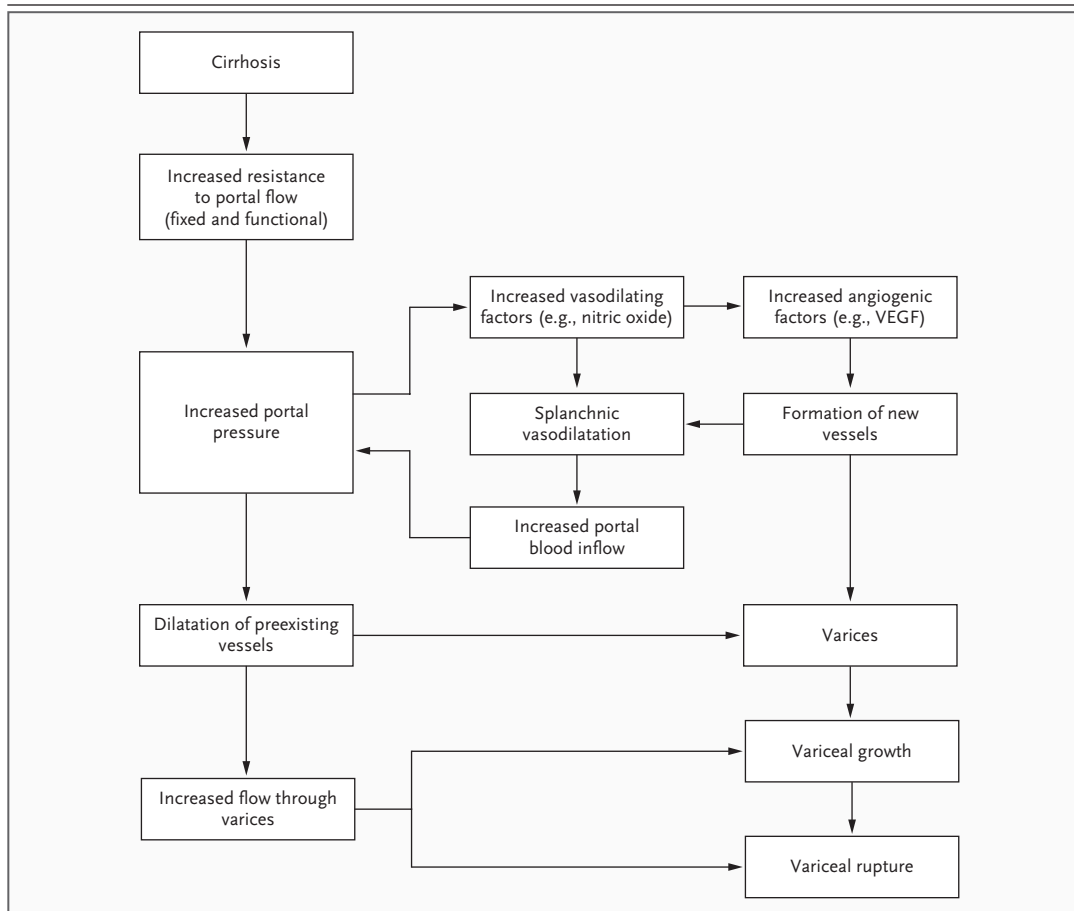 Cirrhosis
Increased resistance
to portal flow
(fixed and functional)
Increased vasodilating
factors (e.g., nitric oxide)
Increased angiogenic
factors (e.g., VEGF)
Increased portal
pressure
Splanchnic
vasodilatation
Formation of new
vessels
Increased portal
blood inflow
Dilatation of preexisting
vessels
Varices
Variceal growth
Increased flow through
varices
Variceal rupture